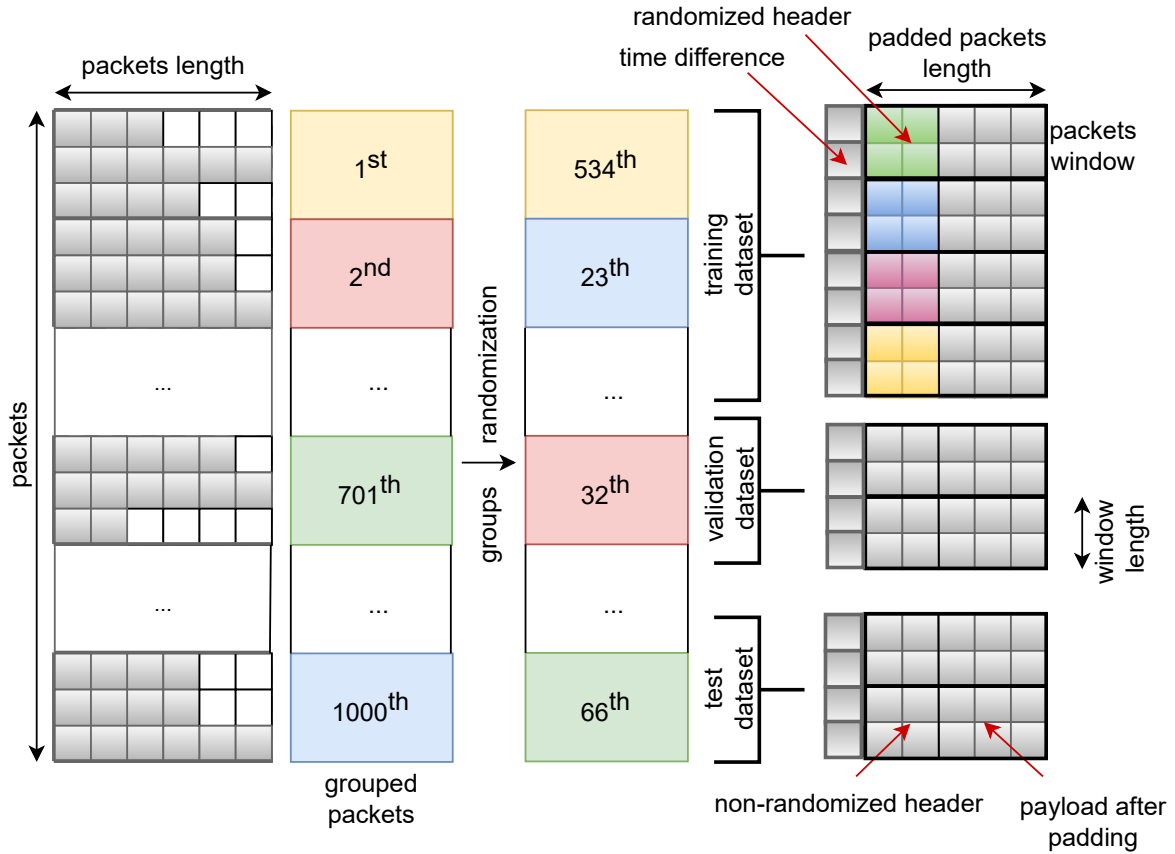 randomized header
time difference
padded packets
length
packets length
packets
window
packets
1st
2nd
...
...
701th
...
...
1000th
grouped
packets
groups randomization
534th
23th
...
32th
...
66th
training
dataset
validation
dataset
test
dataset
window
length
non-randomized header
payload after
padding